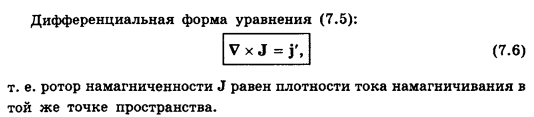 Дифференциальная форма уравнения (7.5):
∇ × J = j′, (7.6)
т. е. ротор намагниченности J равен плотности тока намагничивания в
той же точке пространства.